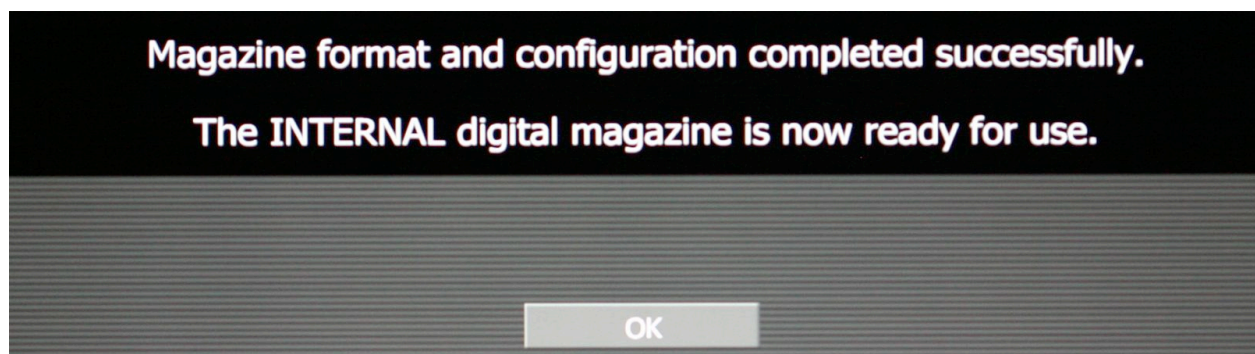 Magazine format and configuration completed successfully.
The INTERNAL digital magazine is now ready for use.
OK